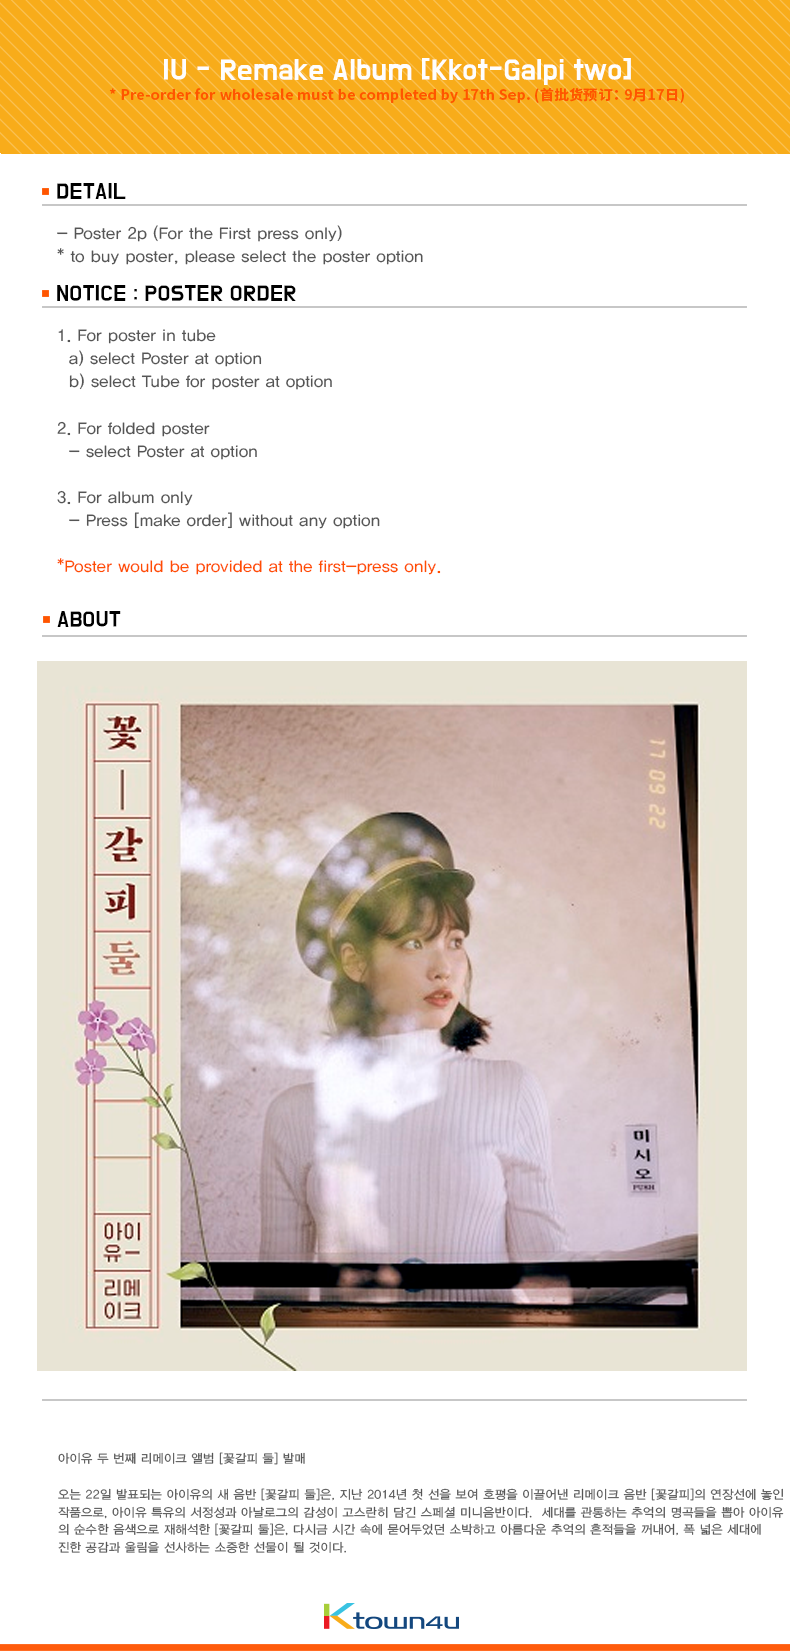 IU - Remake Album [Kkot-Galpi two]
* Pre-order for wholesale must be completed by 17th Sep. (首批货预订: 9月17日)
DETAIL
- Poster 2p (For the First press only)
* to buy poster, please select the poster option
NOTICE : POSTER ORDER
1. For poster in tube
a) select Poster at option
b) select Tube for poster at option
2. For folded poster
- select Poster at option
3. For album only
- Press [make order] without any option
*Poster would be provided at the first-press only.
ABOUT
꽃
ㅡ
갈
피
둘
아이
유ㅡ
리메
이크
17 09 22
미
시
오
PUSH
아이유 두 번째 리메이크 앨범 [꽃갈피 둘] 발매
오는 22일 발표되는 아이유의 새 음반 [꽃갈피 둘]은, 지난 2014년 첫 선을 보여 호평을 이끌어낸 리메이크 음반 [꽃갈피]의 연장선에 놓인
작품으로, 아이유 특유의 서정성과 아날로그의 감성이 고스란히 담긴 스페셜 미니음반이다. 세대를 관통하는 추억의 명곡들을 뽑아 아이유
의 순수한 음색으로 재해석한 [꽃갈피 둘]은, 다시금 시간 속에 묻어두었던 소박하고 아름다운 추억의 흔적들을 꺼내어, 폭 넓은 세대에
진한 공감과 울림을 선사하는 소중한 선물이 될 것이다.
Ktown4u